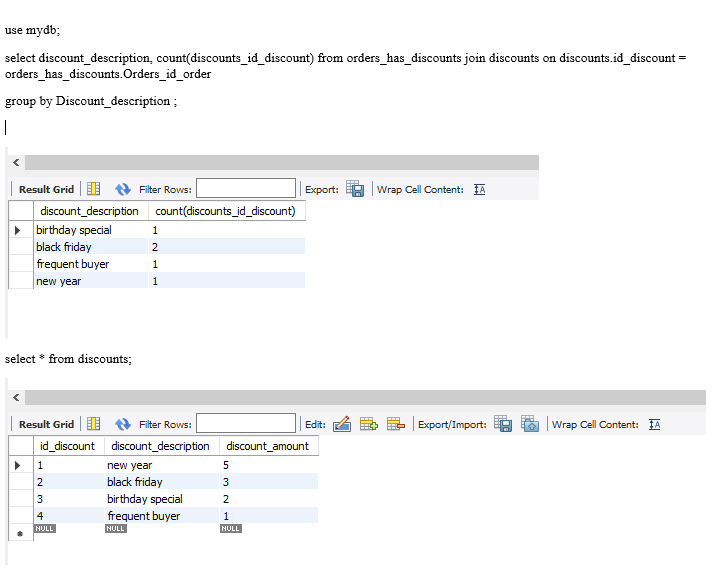 use mydb;
select discount_description, count(discounts_id_discount) from orders_has_discounts join discounts on discounts.id_discount =
orders_has_discounts.Orders_id_order
group by Discount_description ;
Result Grid Filter Rows: Export: Wrap Cell Content: IA
discount_description count(discounts_id_discount)
birthday special 1
black friday 2
frequent buyer 1
new year 1
select * from discounts;
Result Grid Filter Rows: Edit: Export/Import: Wrap Cell Content: IA
id_discount discount_description discount_amount
1 new year 5
2 black friday 3
3 birthday special 2
4 frequent buyer 1
NULL NULL NULL